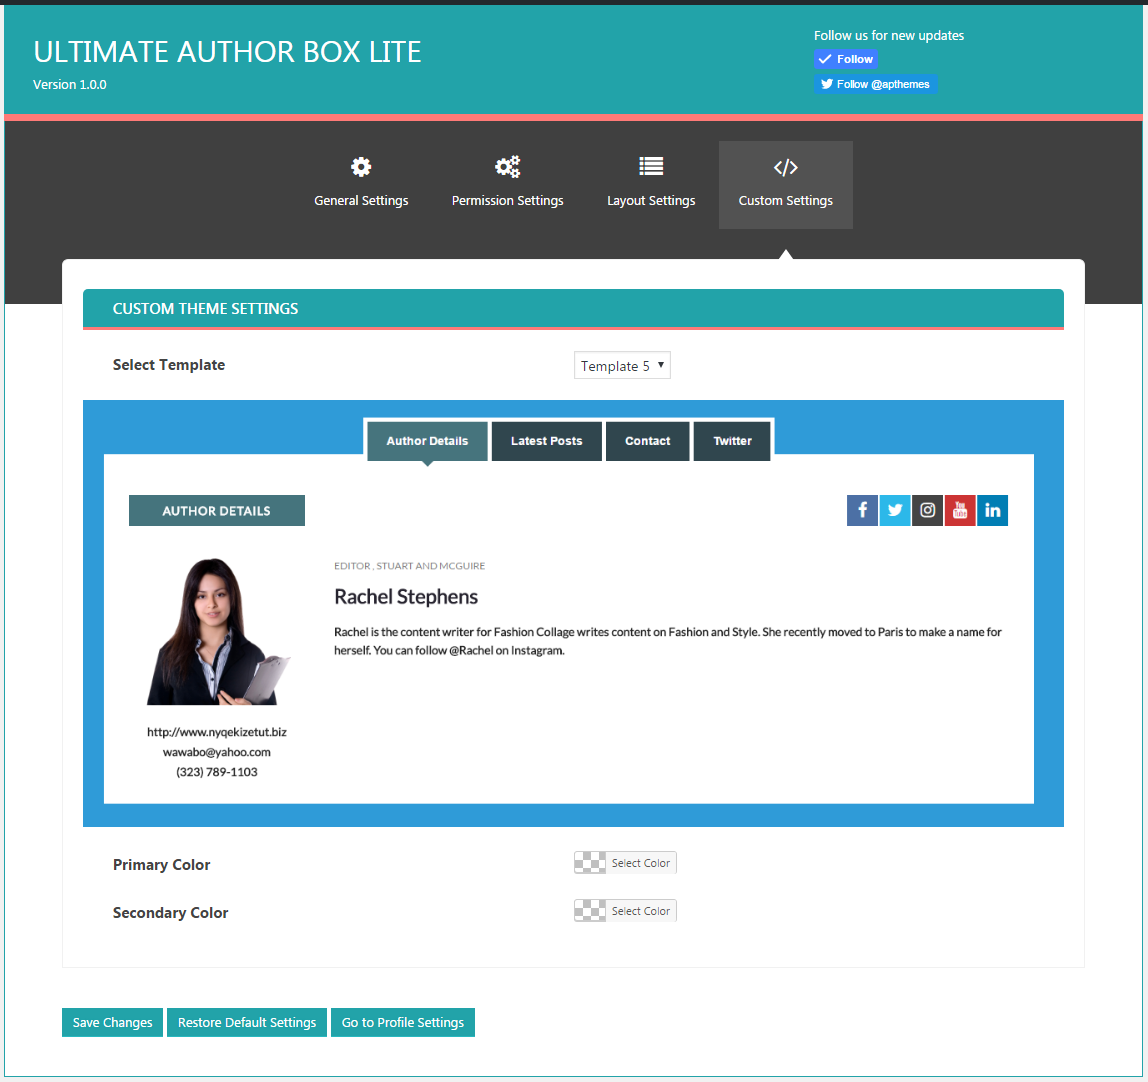 ULTIMATE AUTHOR BOX LITE
Version 1.0.0
Follow us for new updates
Follow
Follow @apthemes
General Settings
Permission Settings
Layout Settings
Custom Settings
CUSTOM THEME SETTINGS
Select Template
Template 5
Author Details
Latest Posts
Contact
Twitter
AUTHOR DETAILS
EDITOR , STUART AND MCGUIRE
Rachel Stephens
Rachel is the content writer for Fashion Collage writes content on Fashion and Style. She recently moved to Paris to make a name for
herself. You can follow @Rachel on Instagram.
http://www.nyqekizetut.biz
wawabo@yahoo.com
(323) 789-1103
Primary Color
Select Color
Secondary Color
Select Color
Save Changes
Restore Default Settings
Go to Profile Settings